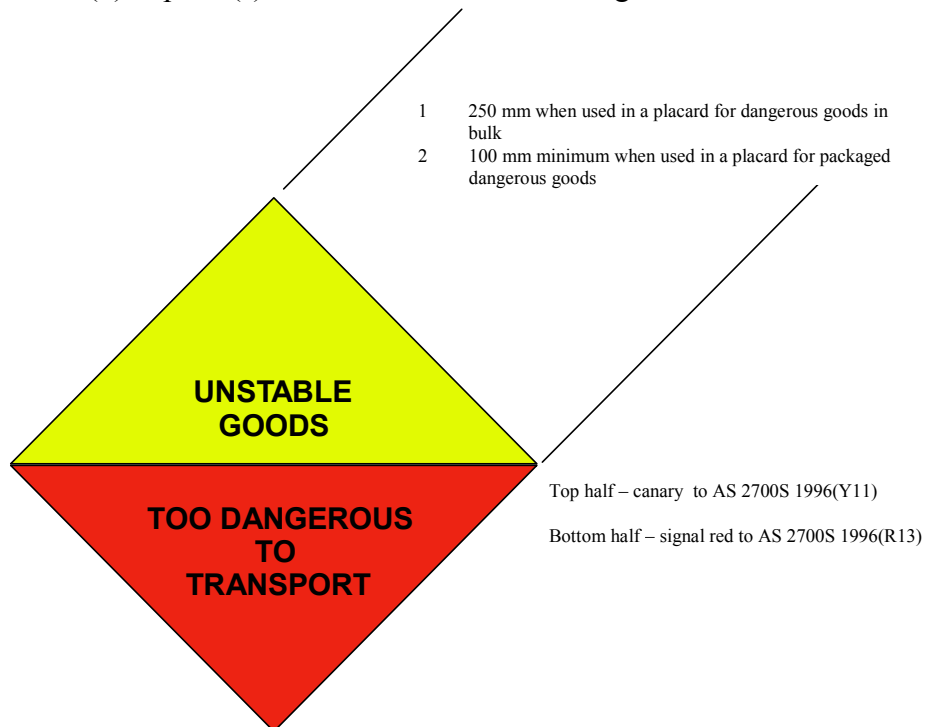 1 250 mm when used in a placard for dangerous goods in
bulk
2 100 mm minimum when used in a placard for packaged
dangerous goods
UNSTABLE
GOODS
Top half – canary to AS 2700S 1996(Y11)
TOO DANGEROUS
TO
TRANSPORT
Bottom half – signal red to AS 2700S 1996(R13)